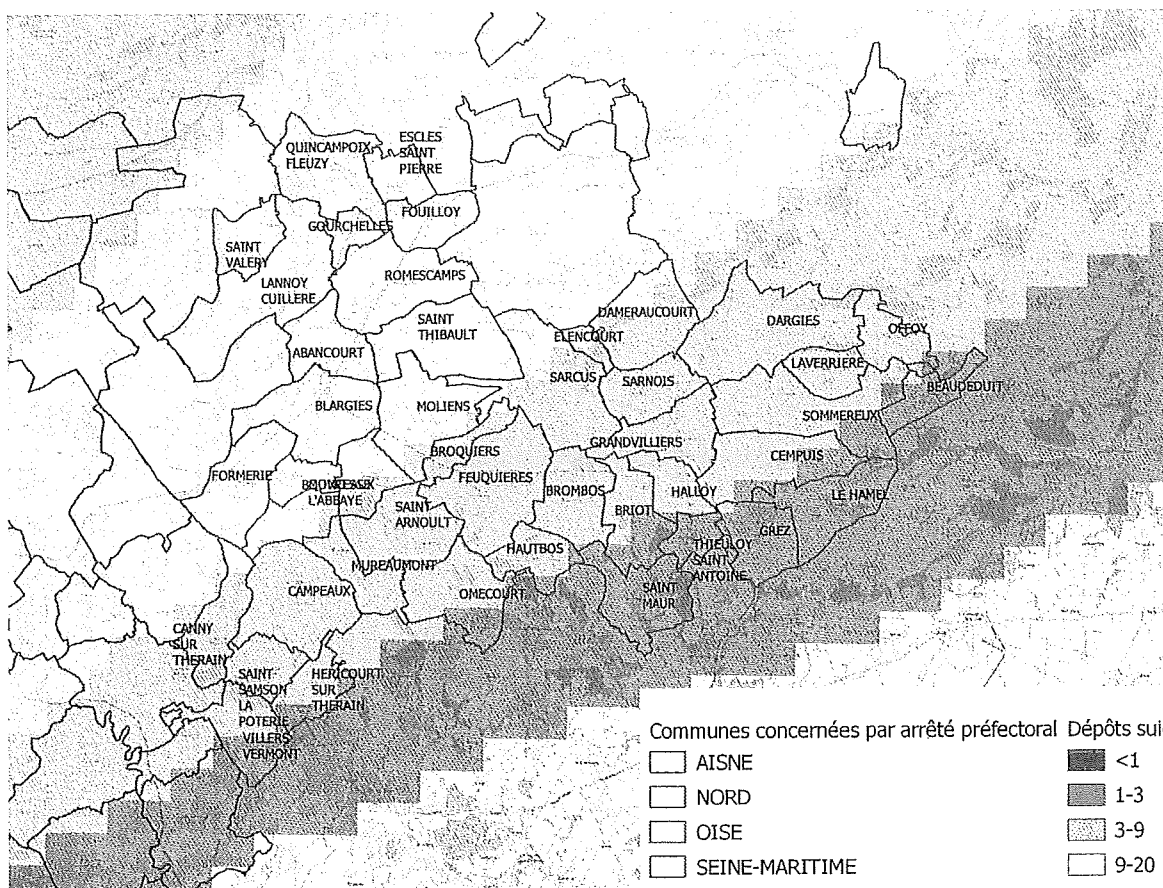 QUINCAMPOIX
FLEUZY
ESCLES
SAINT
PIERRE
GOURCHELLES
FOUILLOY
SAINT
VALERY
LANNOY
CUILLERE
ROMESCAMPS
SAINT
THIBAULT
ABANCOURT
DAMERAUCOURT
ELENCOURT
DARGIES
OFFOY
LAVERRIERE
BEAUDEDUIT
SARCUS
SARNOIS
BLARGIES
MOLIENS
SOMMEREUX
GRANDVILLIERS
CEMPUIS
BROQUIERS
FEUQUIERES
FORMERIE
L'ABBAYE
BROMBOS
HALLOY
LE HAMEL
BRIOT
SAINT
ARNOULT
GREZ
THIEULOY
SAINT
ANTOINE
HAUTBOS
MUREAUMONT
CAMPEAUX
OMECOURT
SAINT
MAUR
CANNY
SUR
THERAIN
SAINT
SAMSON
LA
POTERIE
HERICOURT
SUR
THERAIN
VILLERS
VERMONT
Communes concernées par arrêté préfectoral
AISNE
NORD
OISE
SEINE-MARITIME
Dépôts sui
<1
1-3
3-9
9-20